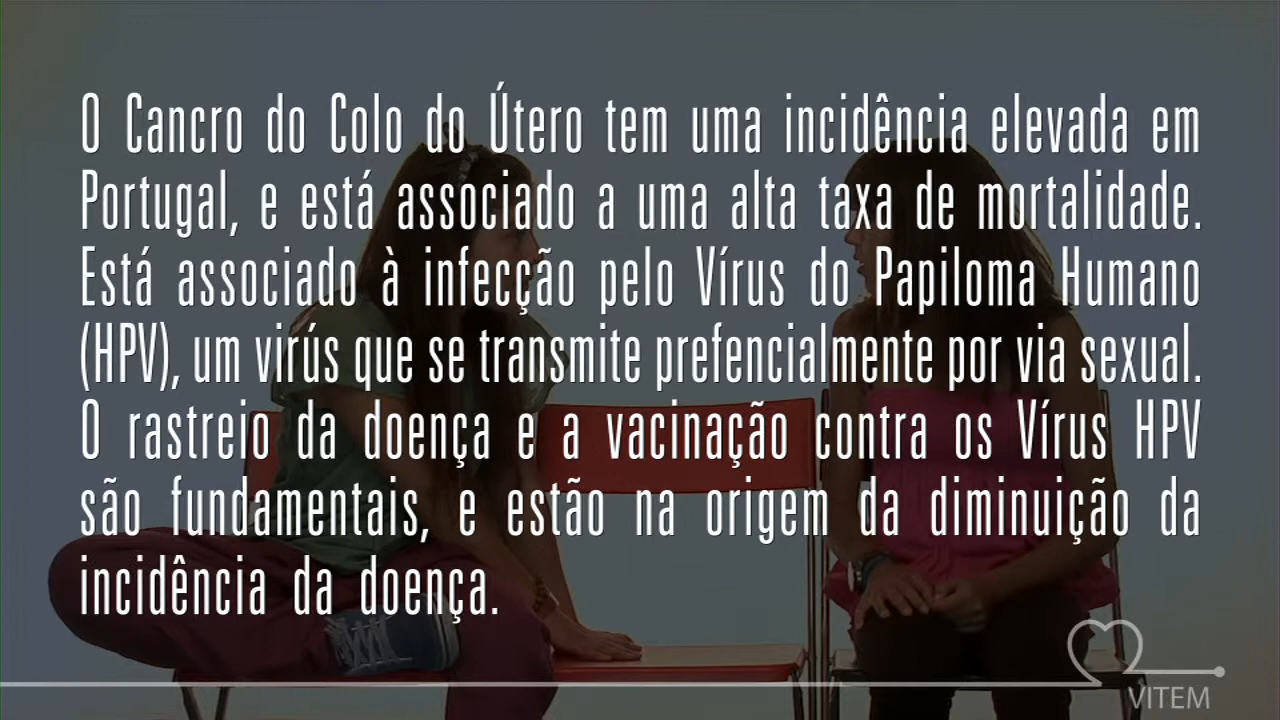 O Cancro do Colo do Útero tem uma incidência elevada em
Portugal, e está associado a uma alta taxa de mortalidade.
Está associado à infecção pelo Vírus do Papiloma Humano
(HPV), um virús que se transmite prefencialmente por via sexual.
O rastreio da doença e a vacinação contra os Vírus HPV
são fundamentais, e estão na origem da diminuição da
incidência da doença.
VITEM